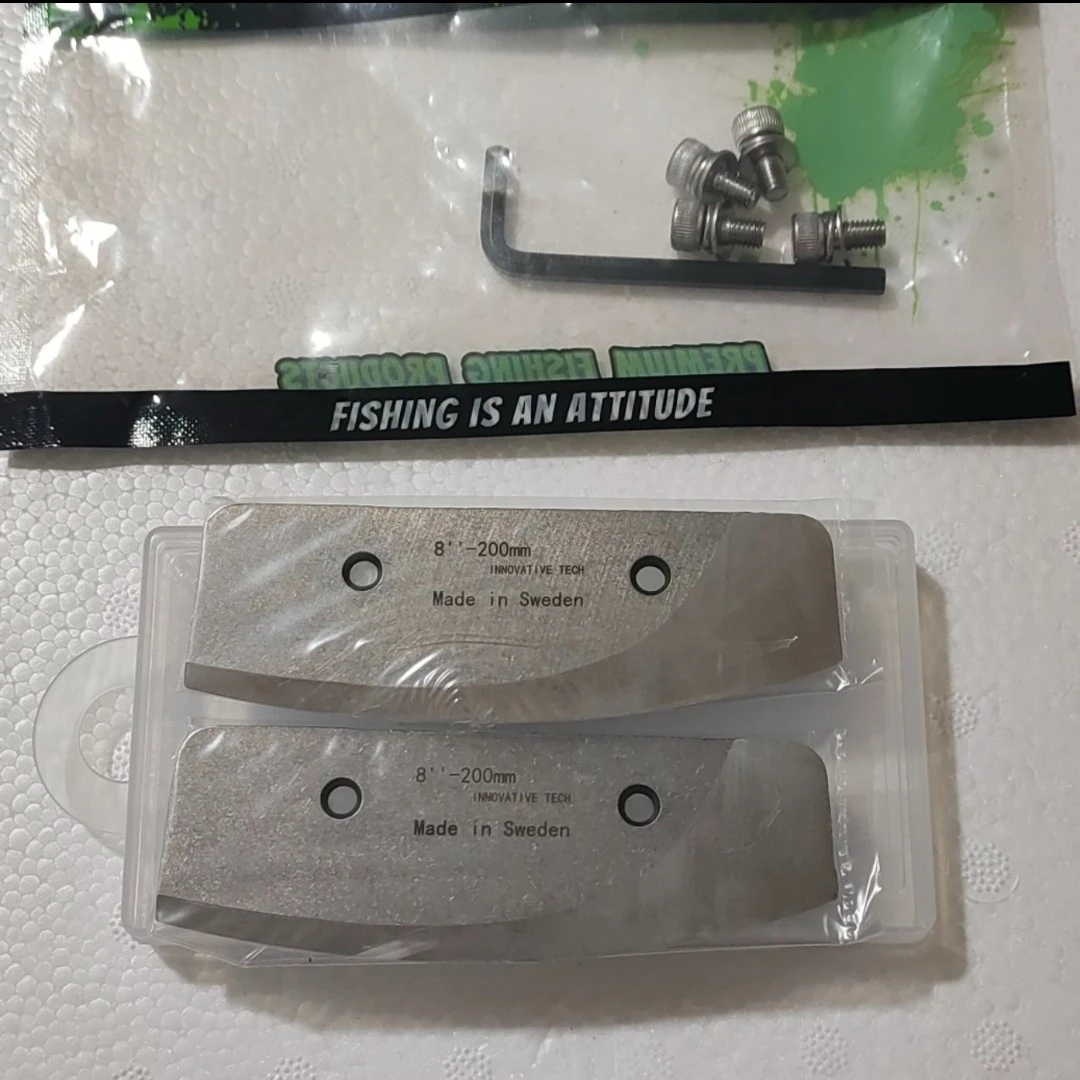 PREMIUM FISHING PRODUCTS
FISHING IS AN ATTITUDE
8''-200mm
INNOVATIVE TECH
Made in Sweden
8''-200mm
INNOVATIVE TECH
Made in Sweden